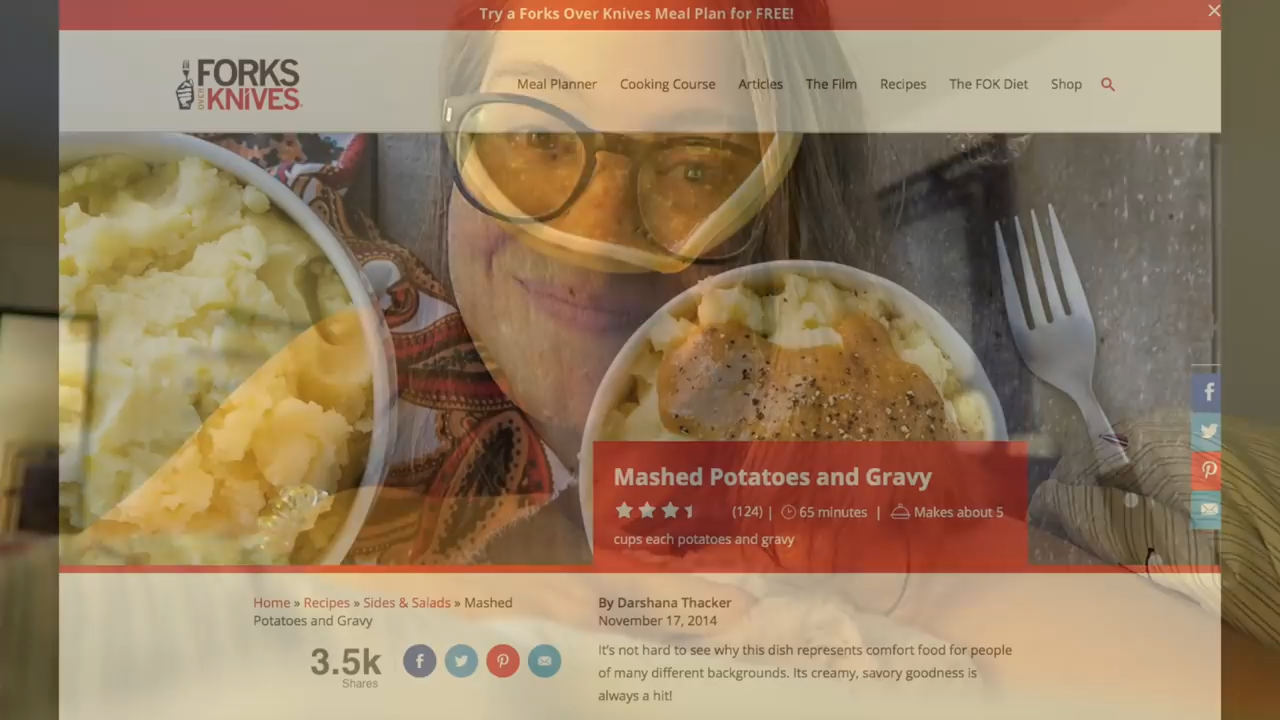 Try a Forks Over Knives Meal Plan for FREE!
FORKS
OVER
KNIVES
Meal Planner Cooking Course Articles The Film Recipes The FOK Diet Shop
Mashed Potatoes and Gravy
(124) | 65 minutes | Makes about 5
cups each potatoes and gravy
Home » Recipes » Sides & Salads » Mashed
Potatoes and Gravy
3.5k
Shares
By Darshana Thacker
November 17, 2014
It's not hard to see why this dish represents comfort food for people
of many different backgrounds. Its creamy, savory goodness is
always a hit!